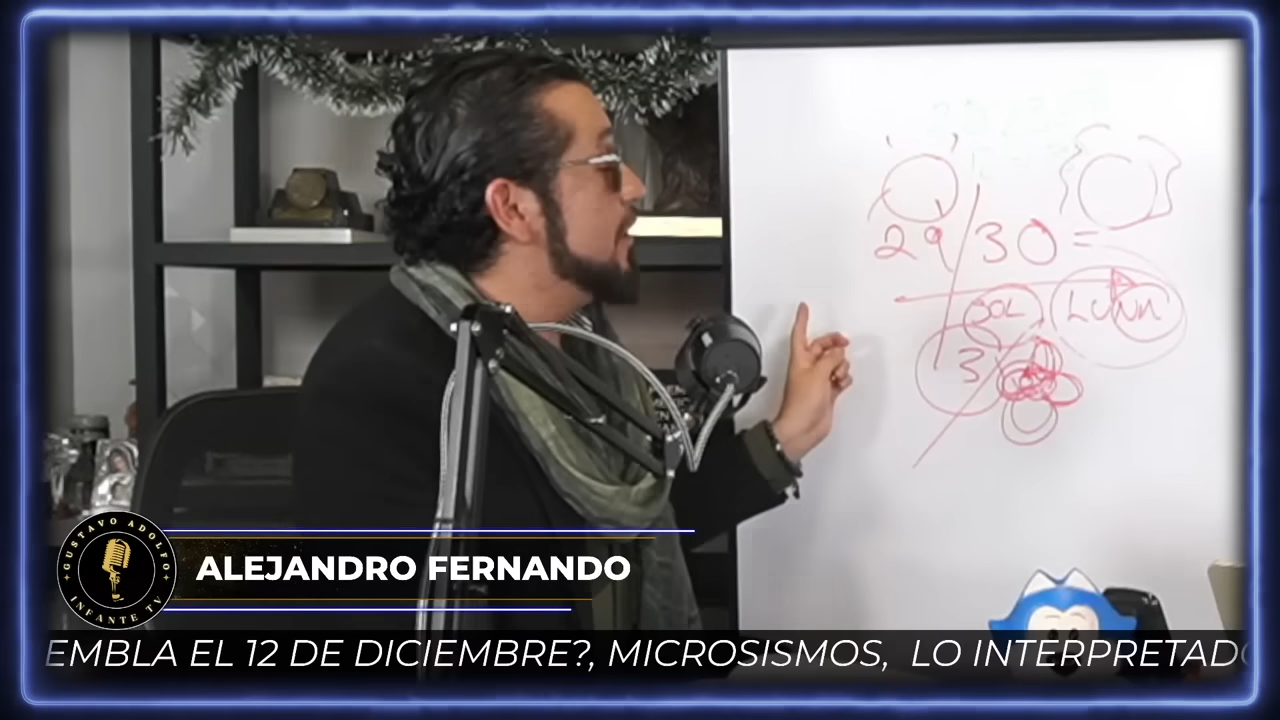 29 / 30 =
SOL LUNA
3
ALEJANDRO FERNANDO
GUSTAVO ADOLFO
INFANTE TV
EMBLA EL 12 DE DICIEMBRE?, MICROSISMOS, LO INTERPRETADO